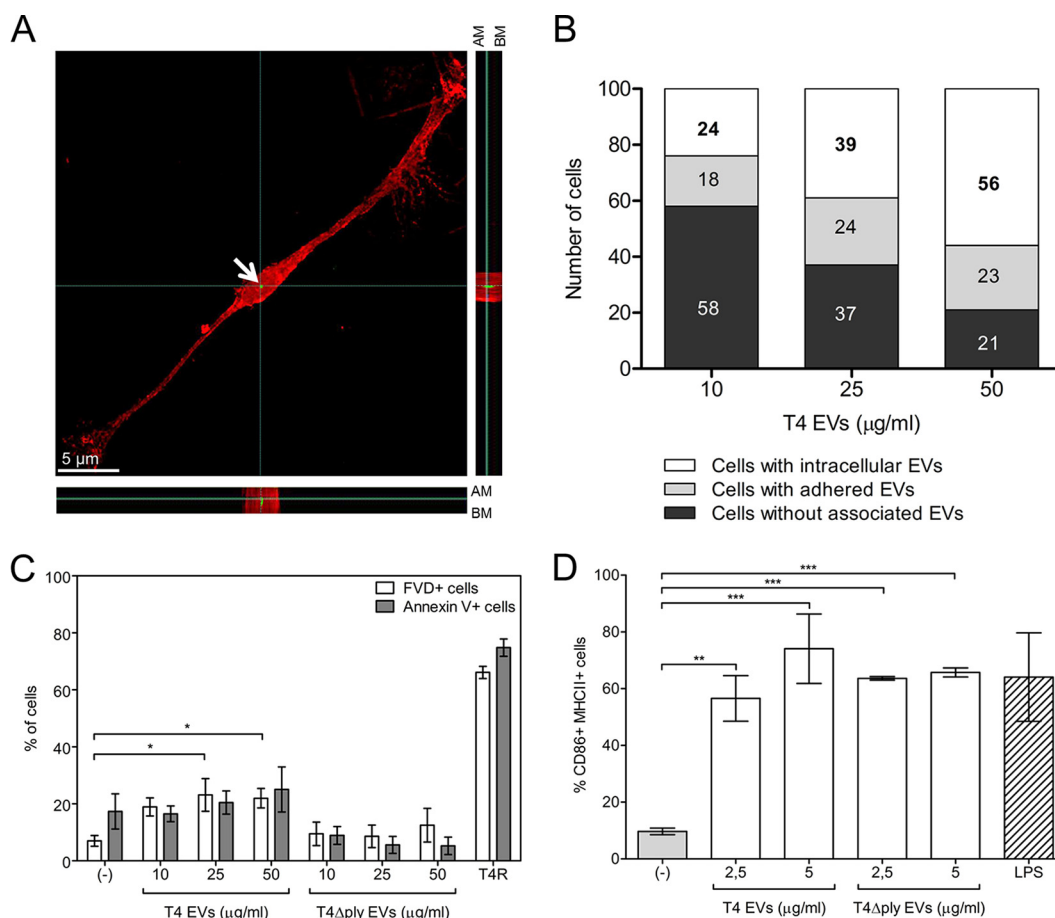 A
AM
BM
5 µm
AM
BM
B
Number of cells
100
80
60
40
20
0
24
18
58
39
24
37
56
23
21
10
25
50
T4 EVs (µg/ml)
Cells with intracellular EVs
Cells with adhered EVs
Cells without associated EVs
C
% of cells
100
80
60
40
20
0
FVD+ cells
Annexin V+ cells
*
*
(-)
10
25
50
10
25
50
T4R
T4 EVs (µg/ml)
T4Δply EVs (µg/ml)
D
% CD86+ MHCII+ cells
100
80
60
40
20
0
***
***
***
**
(-)
2,5
5
2,5
5
LPS
T4 EVs (µg/ml)
T4Δply EVs (µg/ml)